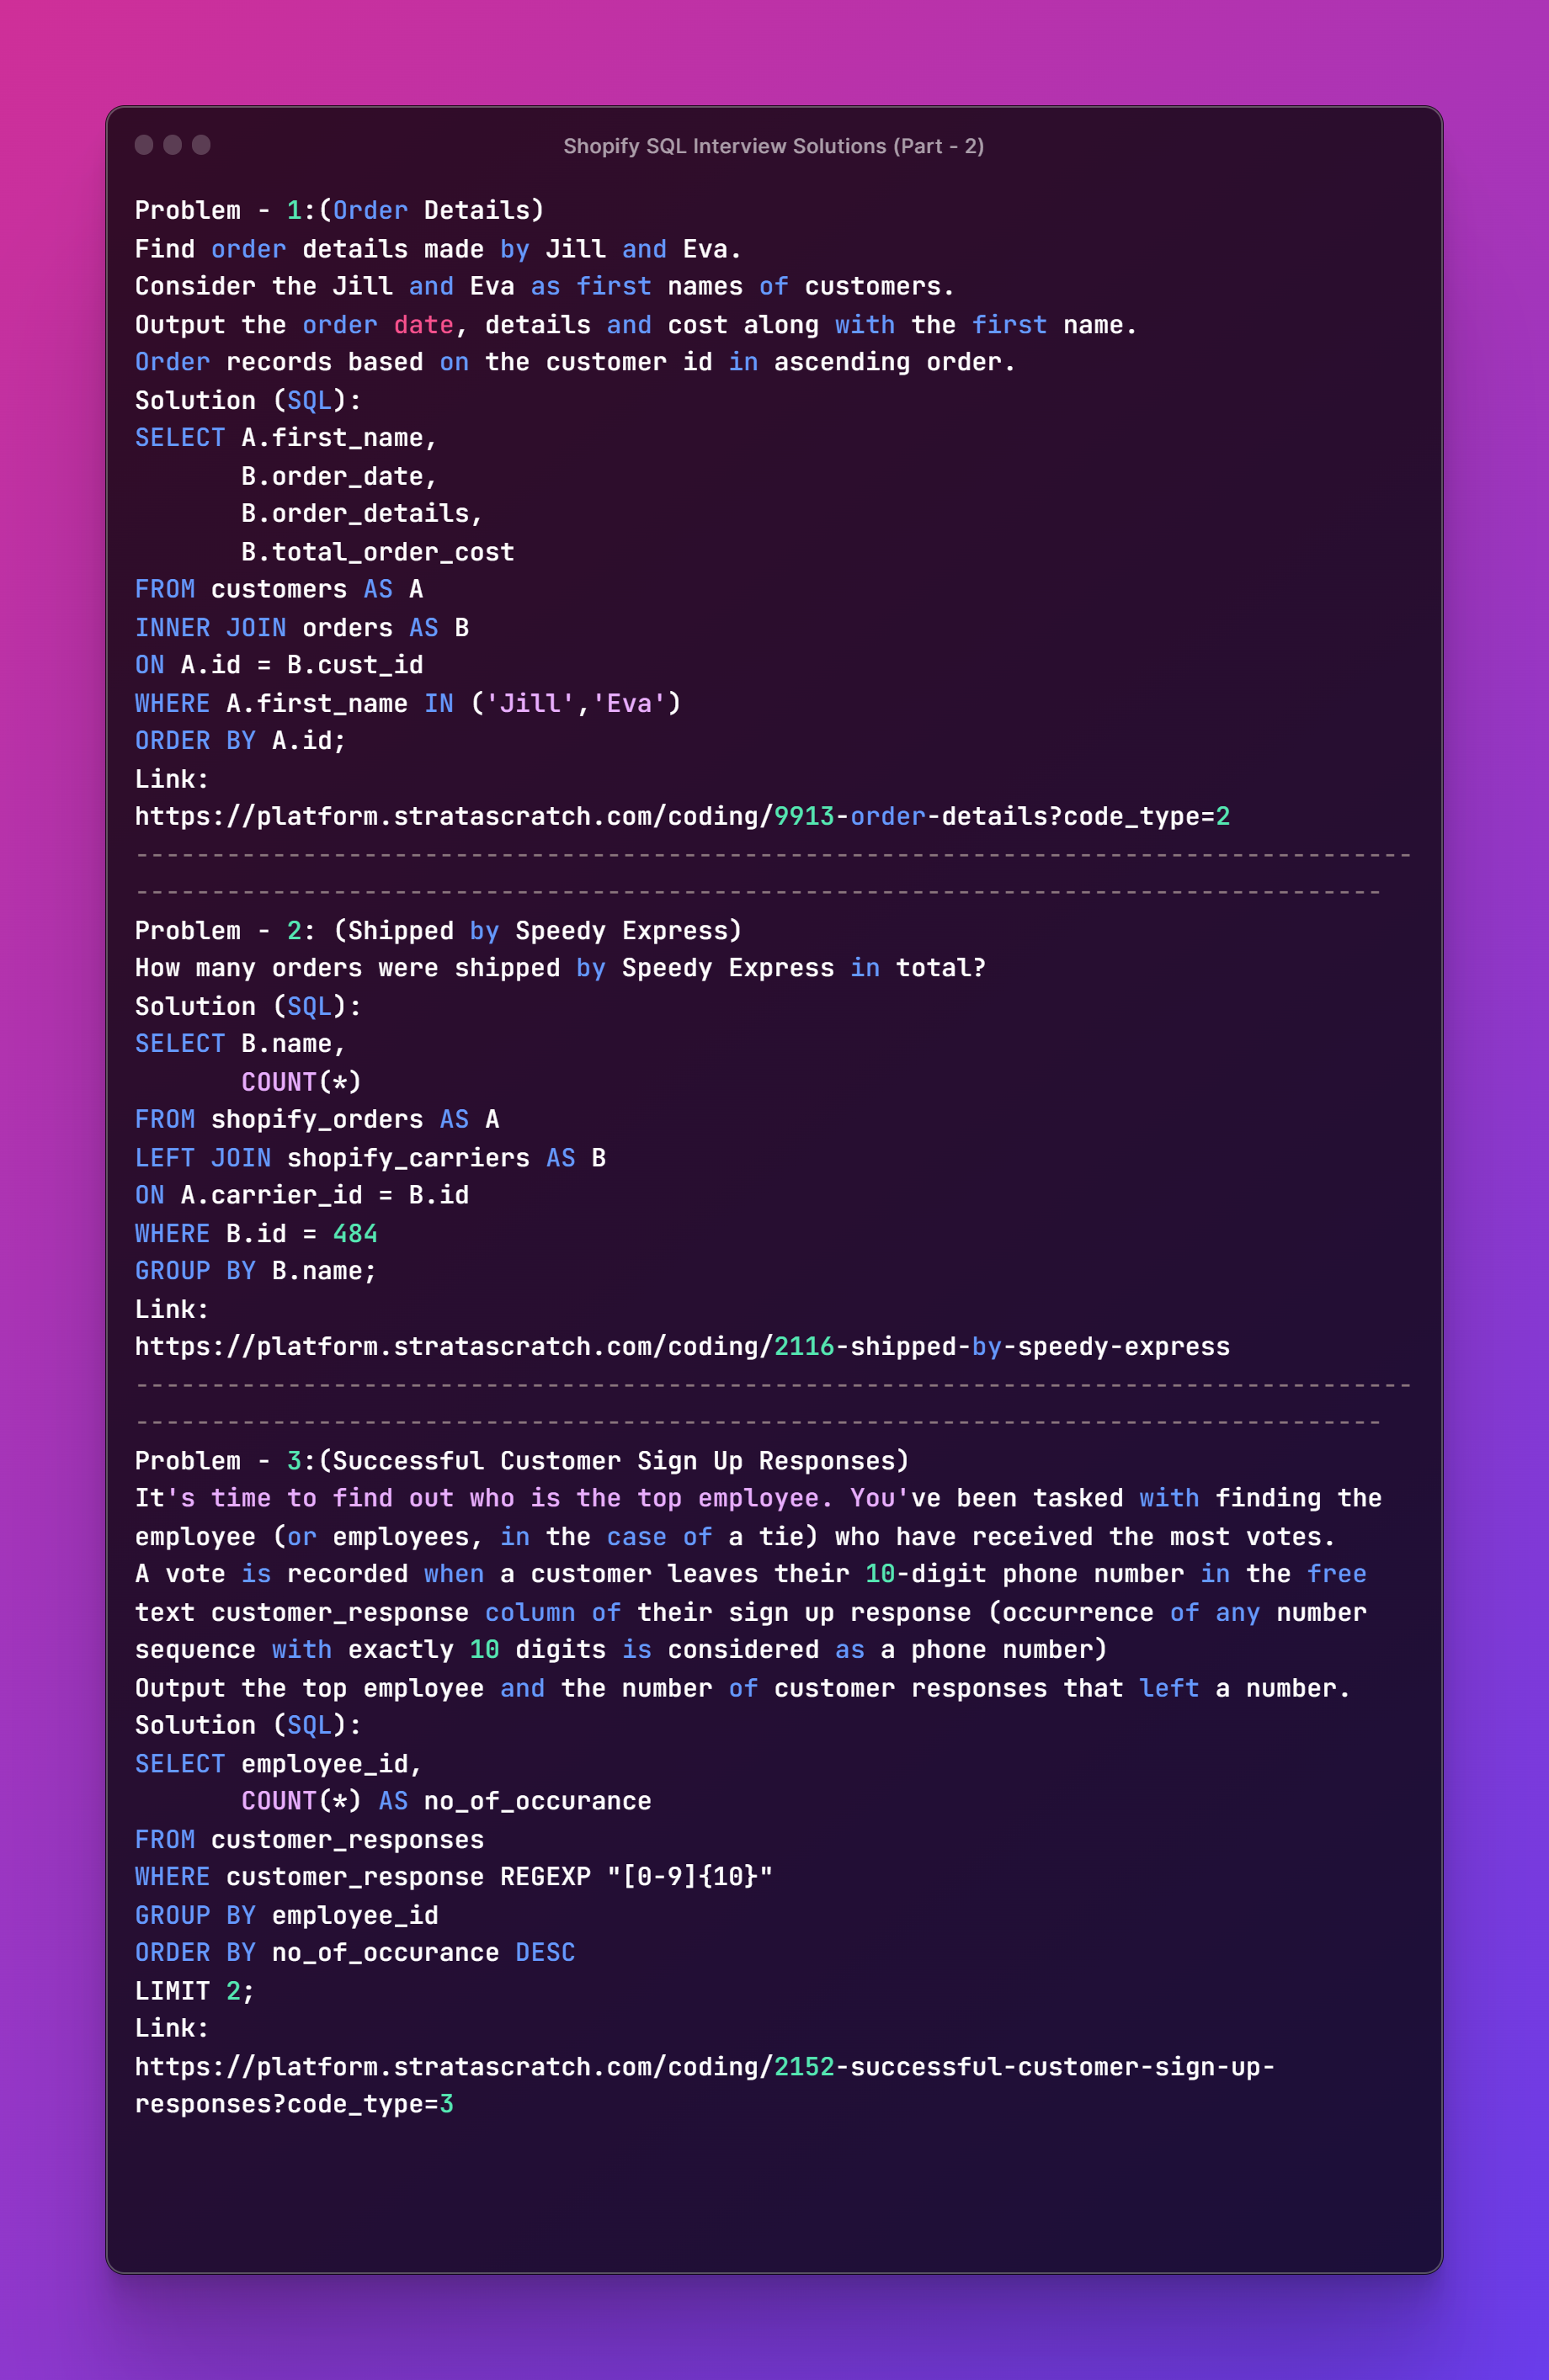 Shopify SQL Interview Solutions (Part - 2)
Problem - 1:(Order Details)
Find order details made by Jill and Eva.
Consider the Jill and Eva as first names of customers.
Output the order date, details and cost along with the first name.
Order records based on the customer id in ascending order.
Solution (SQL):
SELECT A.first_name,
       B.order_date,
       B.order_details,
       B.total_order_cost
FROM customers AS A
INNER JOIN orders AS B
ON A.id = B.cust_id
WHERE A.first_name IN ('Jill','Eva')
ORDER BY A.id;
Link:
https://platform.stratascratch.com/coding/9913-order-details?code_type=2
------------------------------------------------------------------------------------
----------------------------------------------------------------------------------
Problem - 2: (Shipped by Speedy Express)
How many orders were shipped by Speedy Express in total?
Solution (SQL):
SELECT B.name,
       COUNT(*)
FROM shopify_orders AS A
LEFT JOIN shopify_carriers AS B
ON A.carrier_id = B.id
WHERE B.id = 484
GROUP BY B.name;
Link:
https://platform.stratascratch.com/coding/2116-shipped-by-speedy-express
------------------------------------------------------------------------------------
----------------------------------------------------------------------------------
Problem - 3:(Successful Customer Sign Up Responses)
It's time to find out who is the top employee. You've been tasked with finding the
employee (or employees, in the case of a tie) who have received the most votes.
A vote is recorded when a customer leaves their 10-digit phone number in the free
text customer_response column of their sign up response (occurrence of any number
sequence with exactly 10 digits is considered as a phone number)
Output the top employee and the number of customer responses that left a number.
Solution (SQL):
SELECT employee_id,
       COUNT(*) AS no_of_occurance
FROM customer_responses
WHERE customer_response REGEXP "[0-9]{10}"
GROUP BY employee_id
ORDER BY no_of_occurance DESC
LIMIT 2;
Link:
https://platform.stratascratch.com/coding/2152-successful-customer-sign-up-
responses?code_type=3